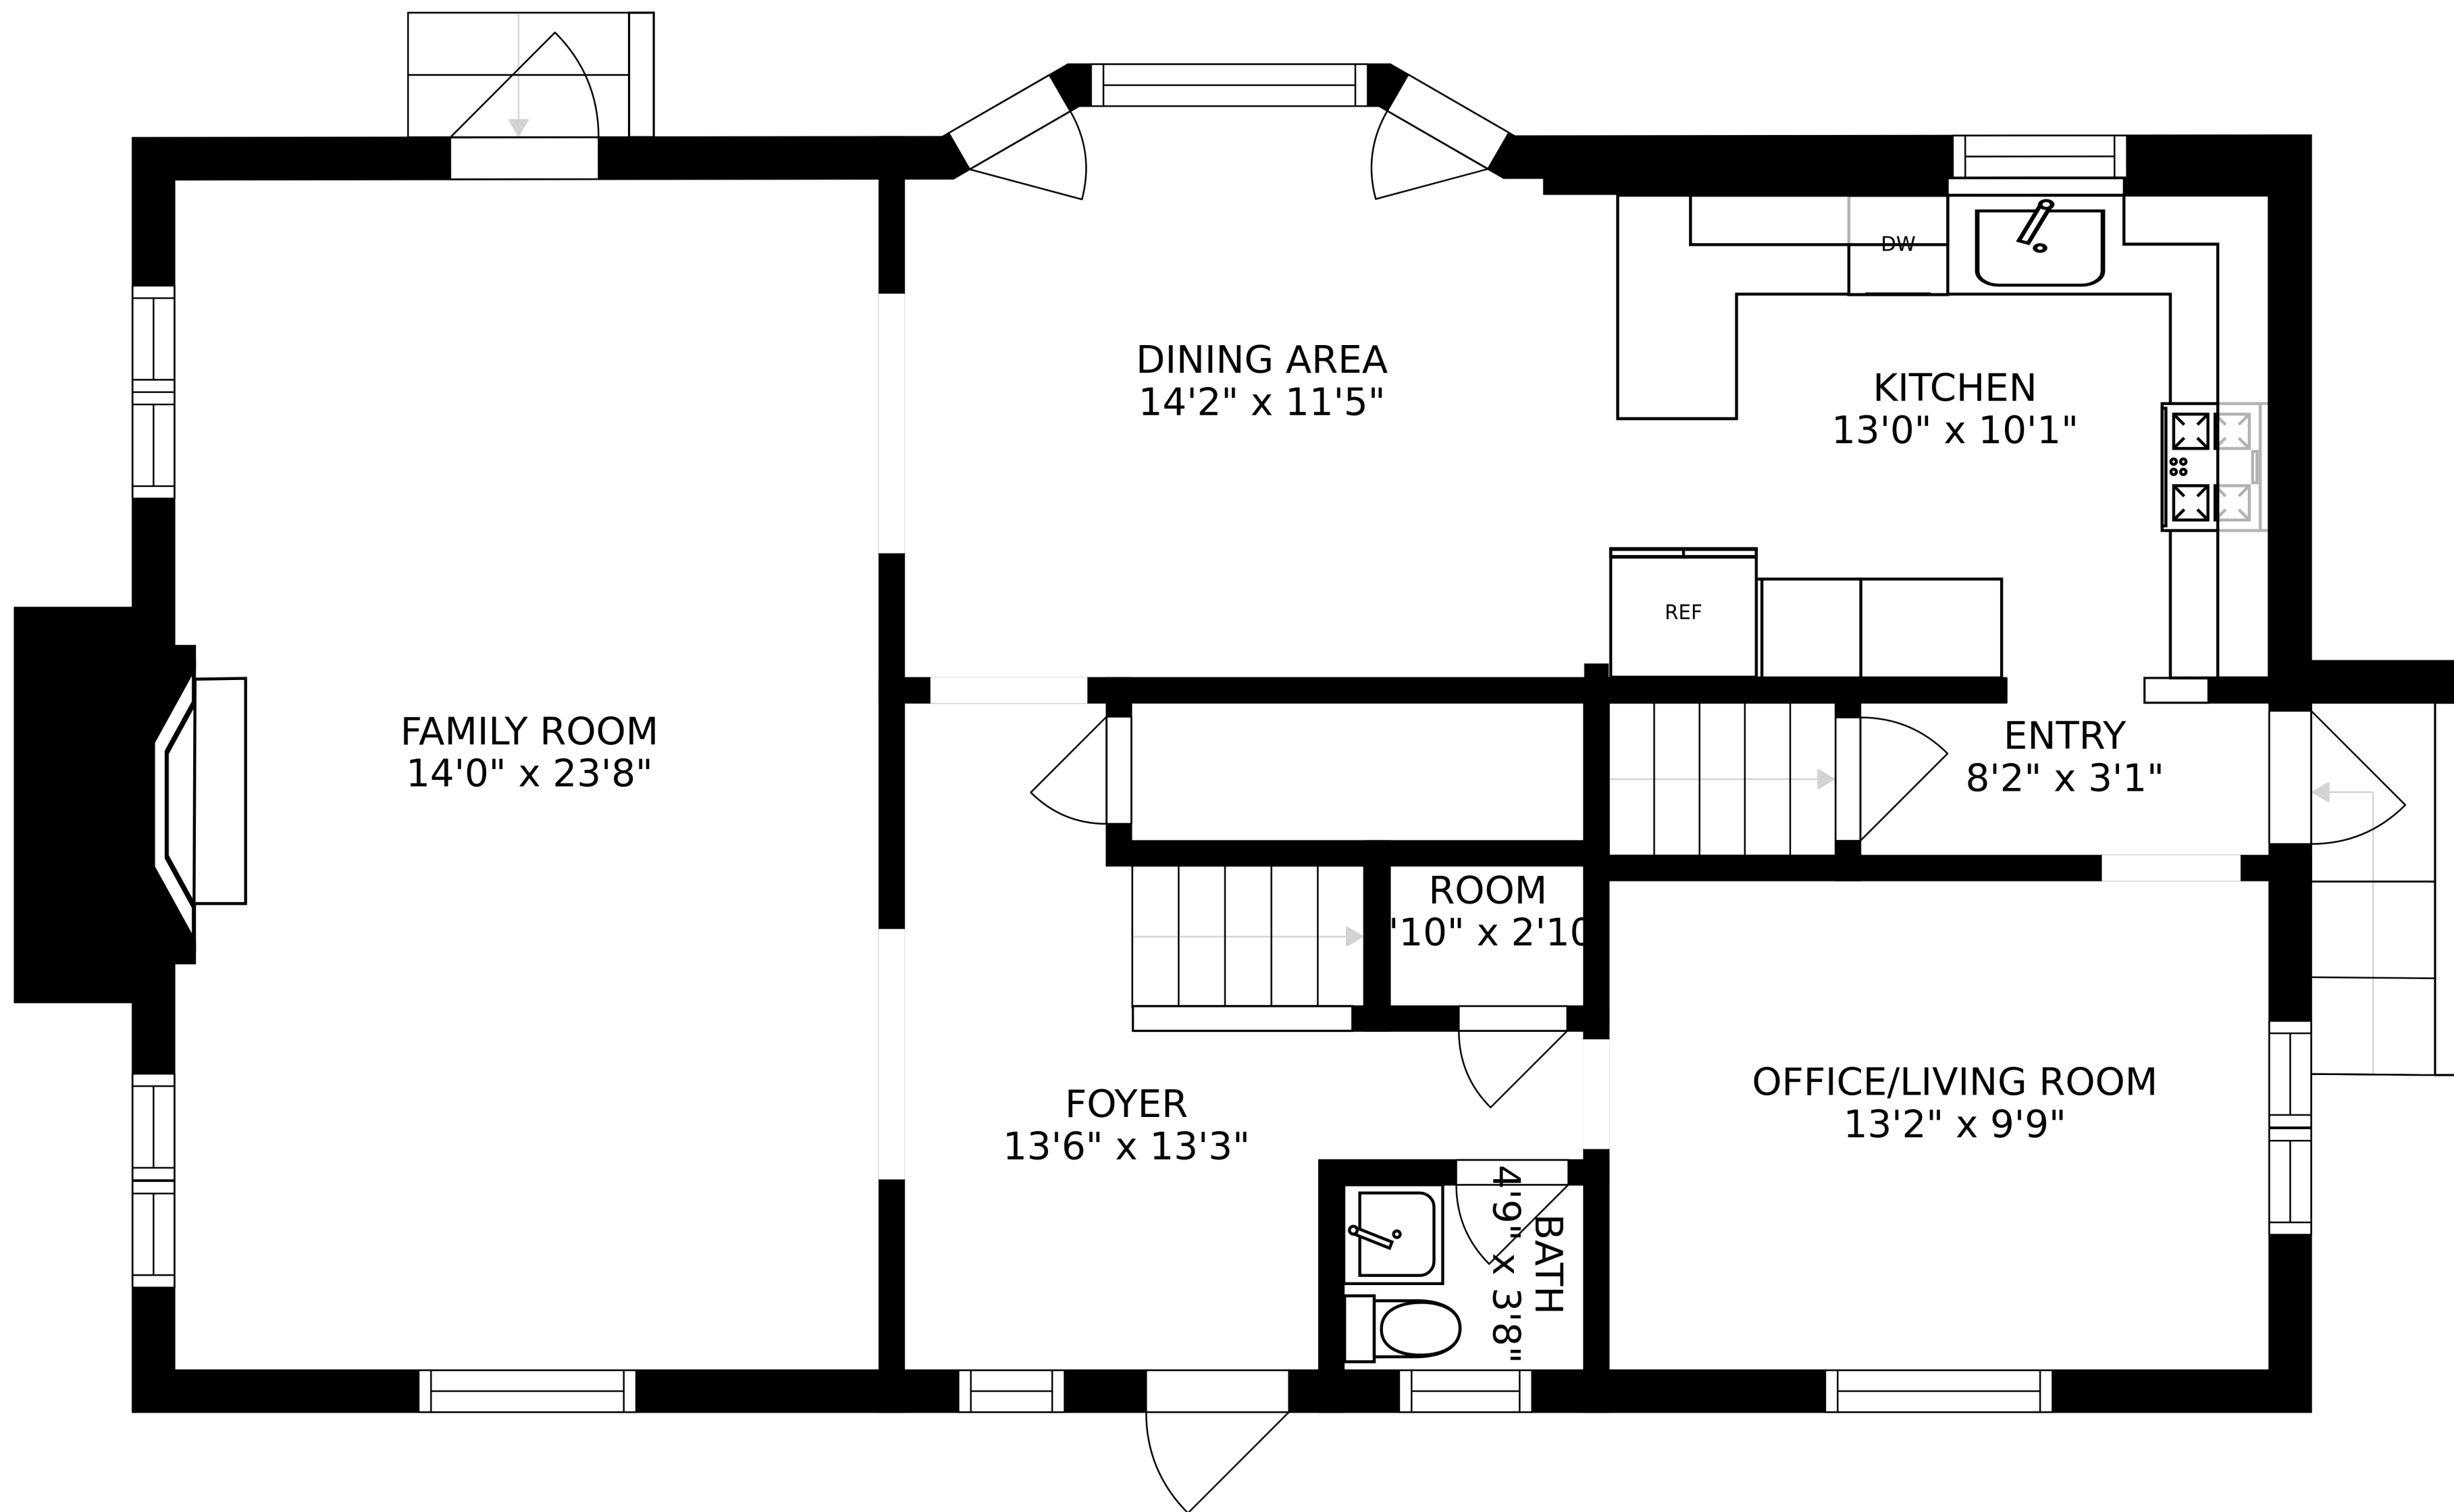 DW
DINING AREA
14'2" x 11'5"
KITCHEN
13'0" x 10'1"
REF
FAMILY ROOM
14'0" x 23'8"
ENTRY
8'2" x 3'1"
ROOM
'10" x 2'10
OFFICE/LIVING ROOM
13'2" x 9'9"
FOYER
13'6" x 13'3"
BATH
4'9" x 3'8"